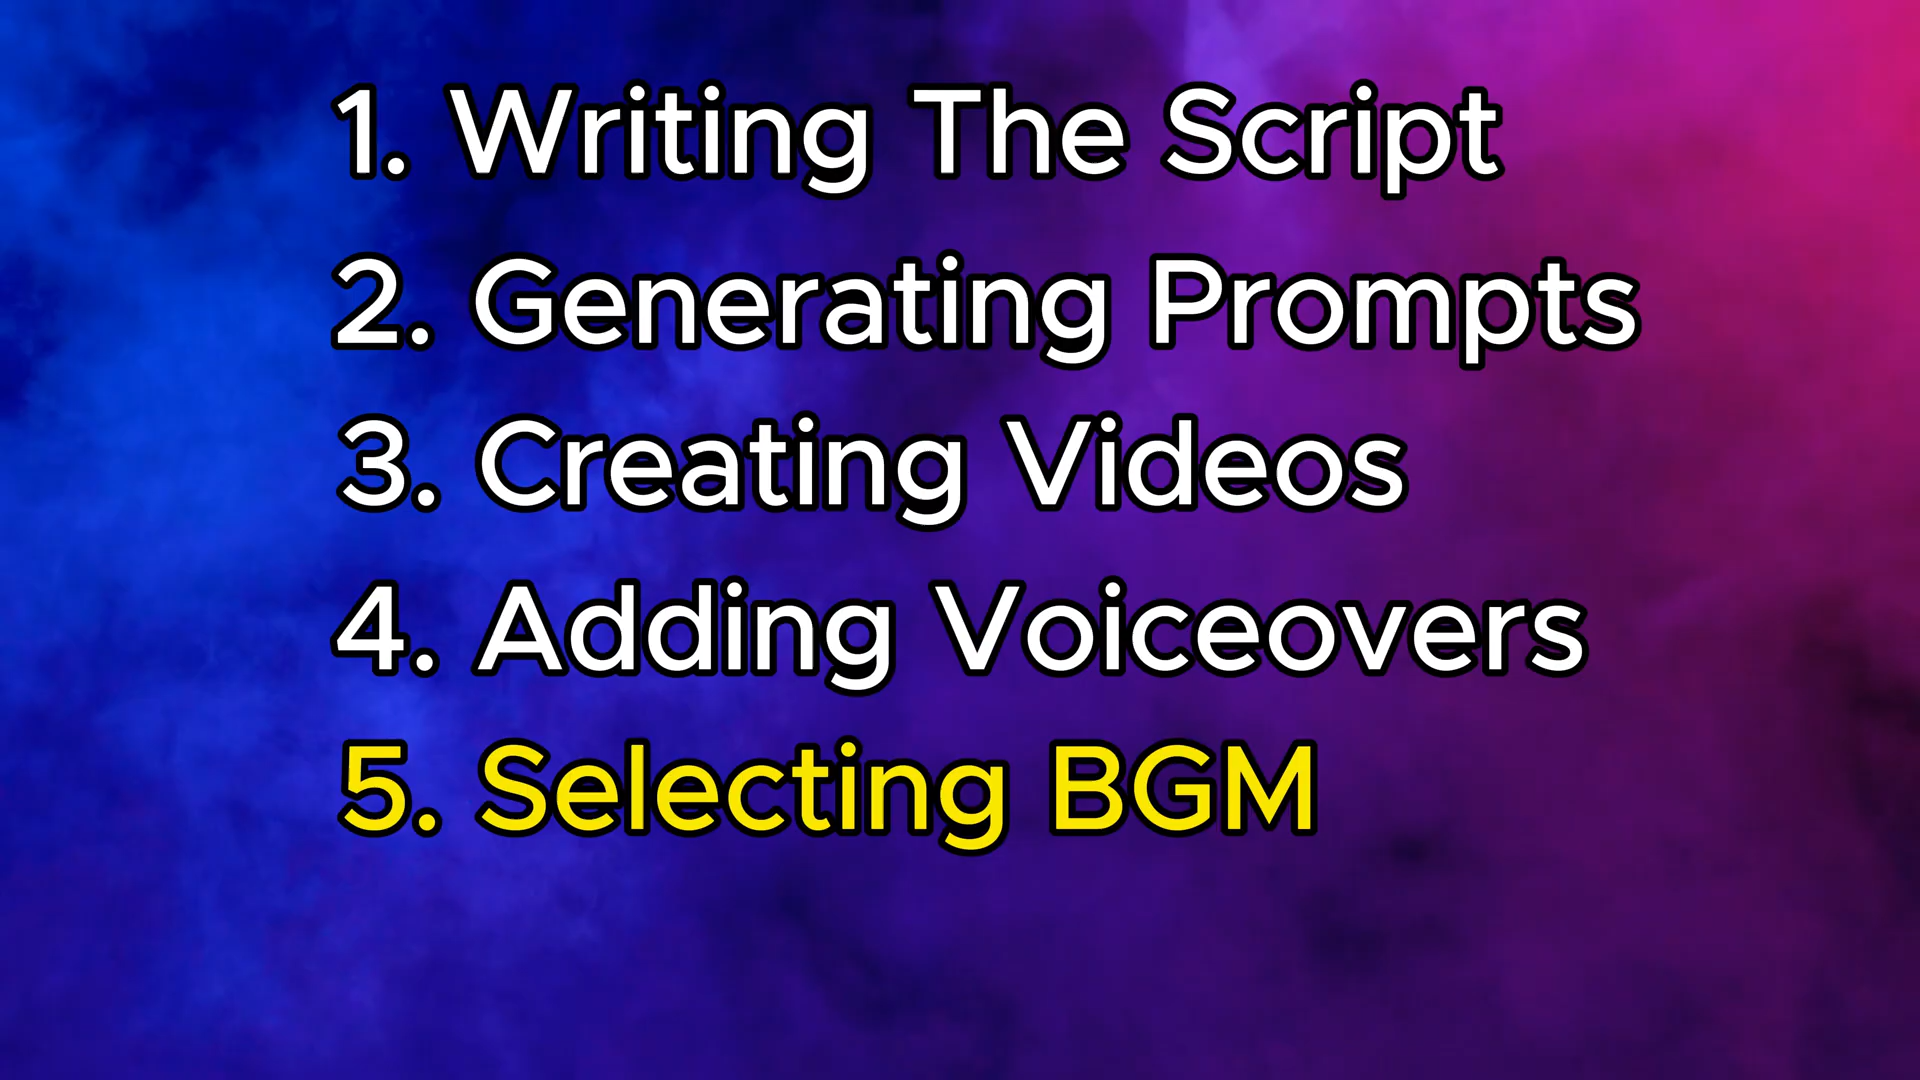 1. Writing The Script
2. Generating Prompts
3. Creating Videos
4. Adding Voiceovers
5. Selecting BGM